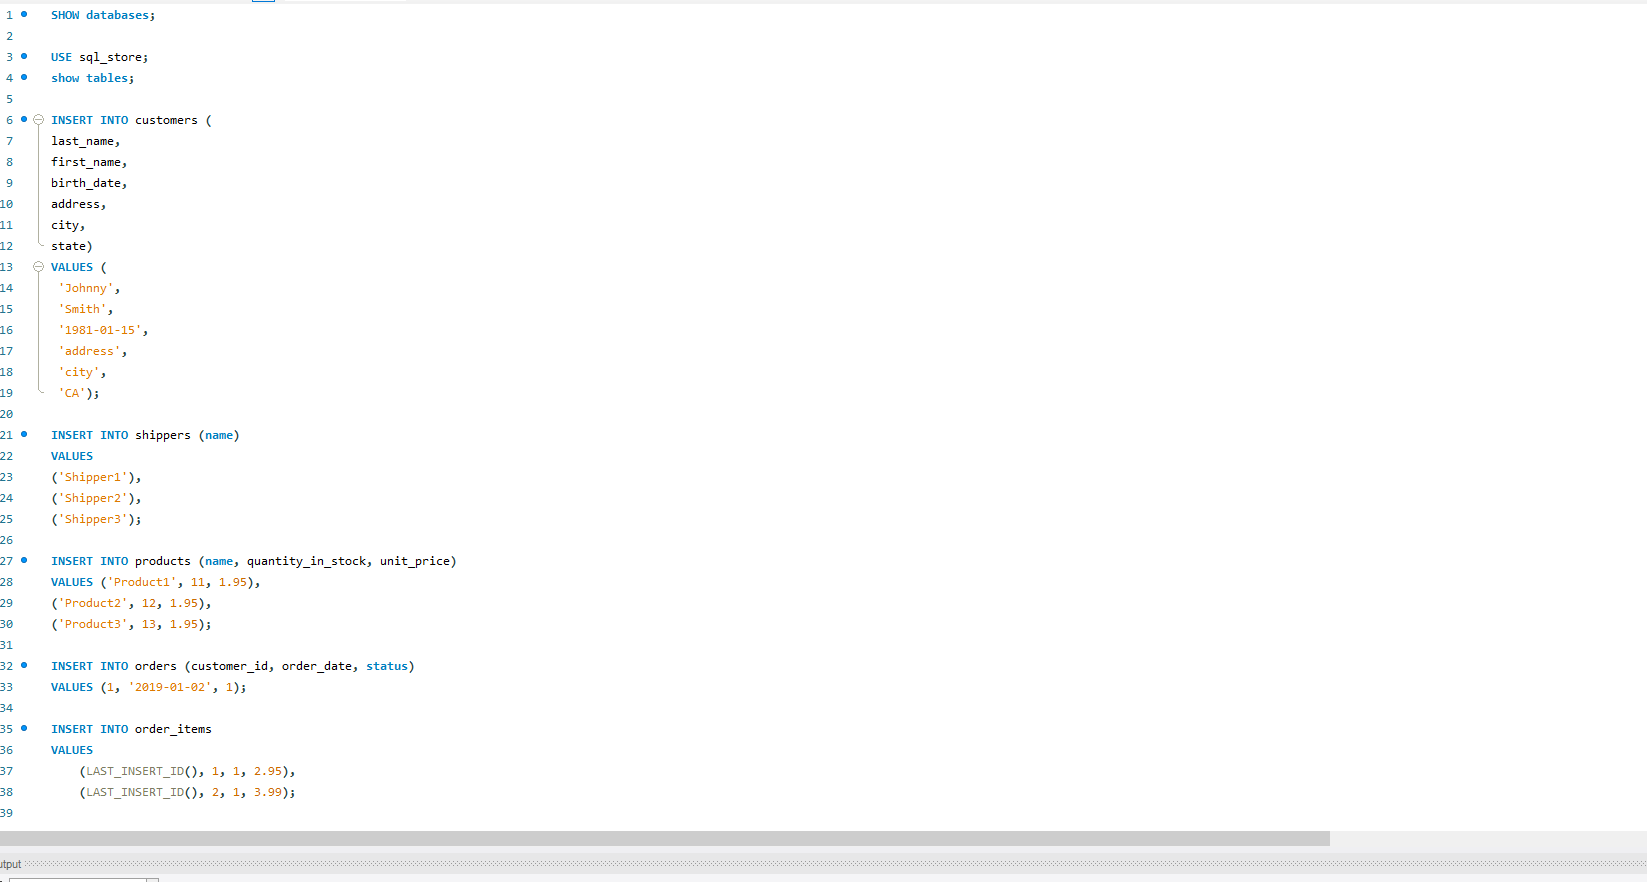 1 SHOW databases;
2
3 USE sql_store;
4 show tables;
5
6 INSERT INTO customers (
7 last_name,
8 first_name,
9 birth_date,
10 address,
11 city,
12 state)
13 VALUES (
14 'Johnny',
15 'Smith',
16 '1981-01-15',
17 'address',
18 'city',
19 'CA');
20
21 INSERT INTO shippers (name)
22 VALUES
23 ('Shipper1'),
24 ('Shipper2'),
25 ('Shipper3');
26
27 INSERT INTO products (name, quantity_in_stock, unit_price)
28 VALUES ('Product1', 11, 1.95),
29 ('Product2', 12, 1.95),
30 ('Product3', 13, 1.95);
31
32 INSERT INTO orders (customer_id, order_date, status)
33 VALUES (1, '2019-01-02', 1);
34
35 INSERT INTO order_items
36 VALUES
37 (LAST_INSERT_ID(), 1, 1, 2.95),
38 (LAST_INSERT_ID(), 2, 1, 3.99);
39
utput